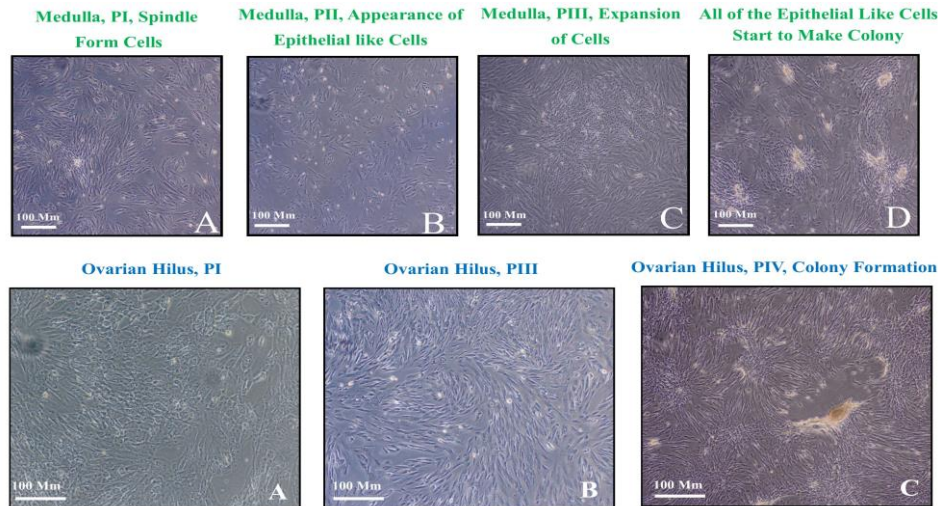 Medulla, PI, Spindle
Form Cells
Medulla, PII, Appearance of
Epithelial like Cells
Medulla, PIII, Expansion
of Cells
All of the Epithelial Like Cells
Start to Make Colony
100 Mm
A
100 Mm
B
100 Mm
C
100 Mm
D
Ovarian Hilus, PI
Ovarian Hilus, PIII
Ovarian Hilus, PIV, Colony Formation
100 Mm
A
100 Mm
B
100 Mm
C